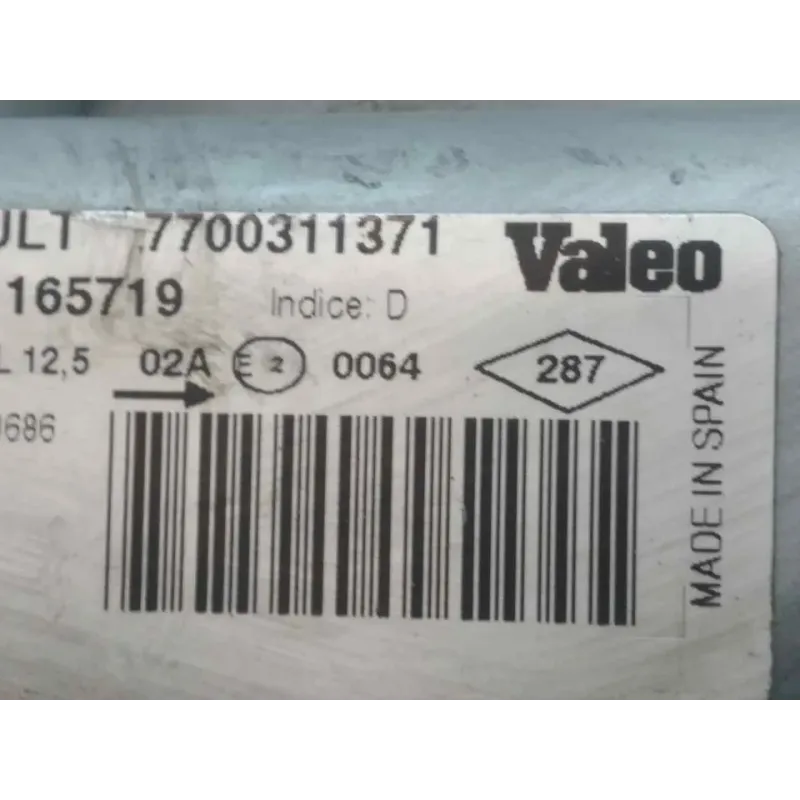 ULT 7700311371
Valeo
165719 Indice: D
L 12,5 02A E 2 0064
287
0686
MADE IN SPAIN